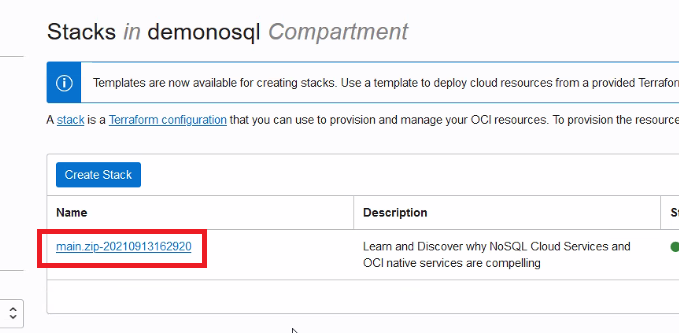 Stacks in demonosql Compartment
Templates are now available for creating stacks. Use a template to deploy cloud resources from a provided Terraform
A stack is a Terraform configuration that you can use to provision and manage your OCI resources. To provision the resource
Create Stack
Name Description
main.zip-20210913162920 Learn and Discover why NoSQL Cloud Services and
OCI native services are compelling